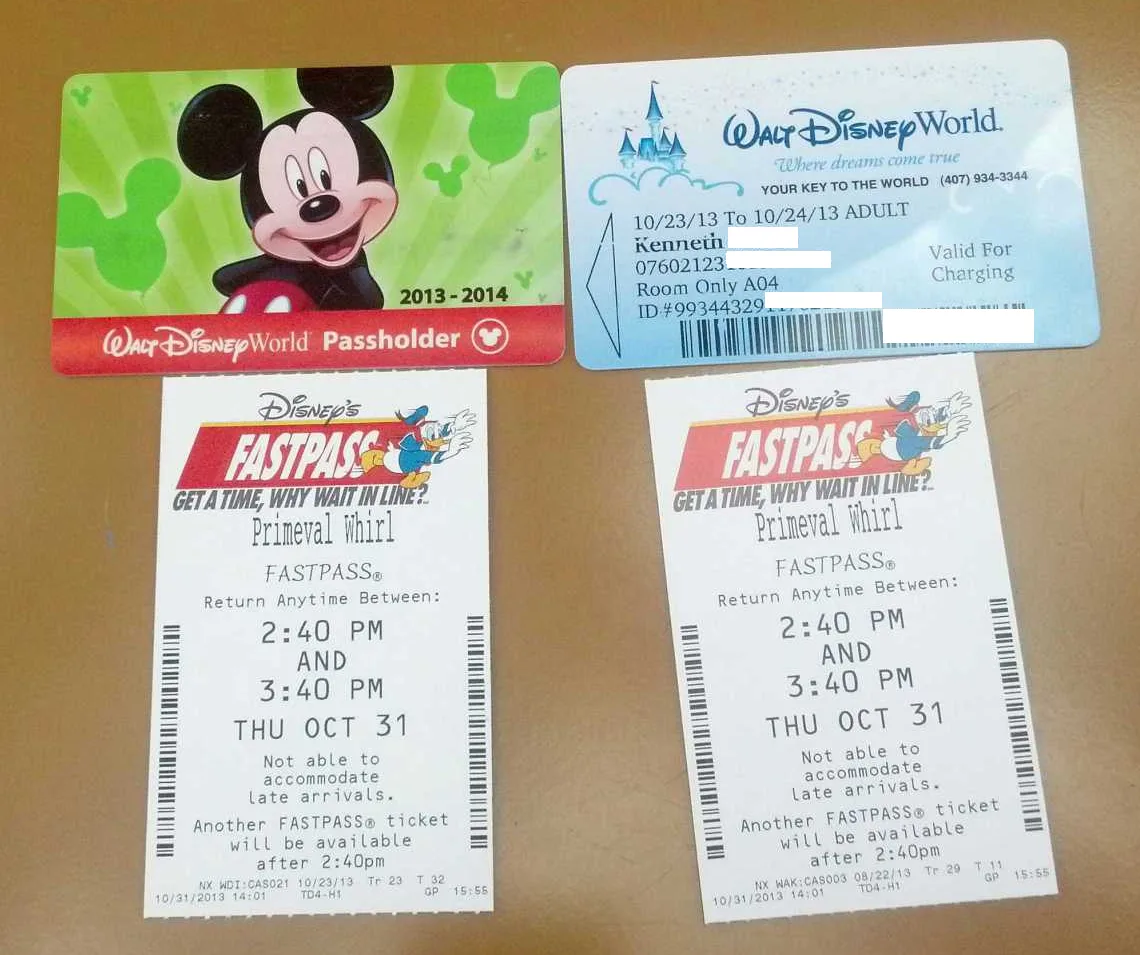 2013 - 2014
WALT DISNEY World Passholder
WALT DISNEY World.
Where dreams come true
YOUR KEY TO THE WORLD (407) 934-3344
10/23/13 To 10/24/13 ADULT
Kenneth
07602123
Room Only A04
ID#99344329
Valid For
Charging
DISNEY'S
FASTPASS
GET A TIME, WHY WAIT IN LINE?
Primeval Whirl
FASTPASS®
Return Anytime Between:
2:40 PM
AND
3:40 PM
THU OCT 31
Not able to
accommodate
late arrivals.
Another FASTPASS® ticket
will be available
after 2:40pm
NX WDI:CAS021 10/23/13 Tr 23 T 32
10/31/2013 14:01 TD4-H1 GP 15:55
DISNEY'S
FASTPASS
GET A TIME, WHY WAIT IN LINE?
Primeval Whirl
FASTPASS®
Return Anytime Between:
2:40 PM
AND
3:40 PM
THU OCT 31
Not able to
accommodate
late arrivals.
Another FASTPASS® ticket
will be available
after 2:40pm
NX WAK:CAS003 08/22/13 Tr 29 T 11
10/31/2013 14:01 TD4-H1 GP 15:55